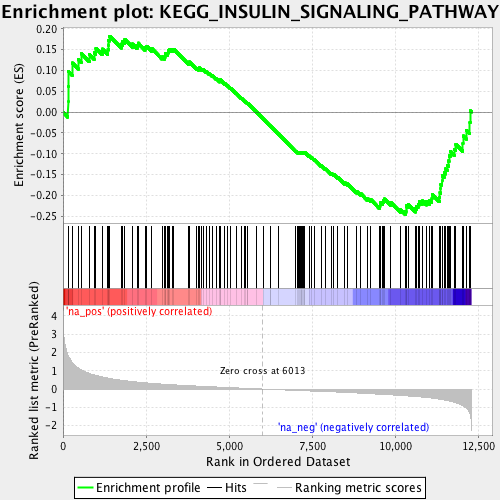 Enrichment plot: KEGG_INSULIN_SIGNALING_PATHWAY
Enrichment score (ES)
0.20
0.15
0.10
0.05
0.00
-0.05
-0.10
-0.15
-0.20
-0.25
'na_pos' (positively correlated)
Ranked list metric (PreRanked)
4
3
2
1
0
-1
-2
Zero cross at 6013
'na_neg' (negatively correlated)
0
2,500
5,000
7,500
10,000
12,500
Rank in Ordered Dataset
Enrichment profile
Hits
Ranking metric scores